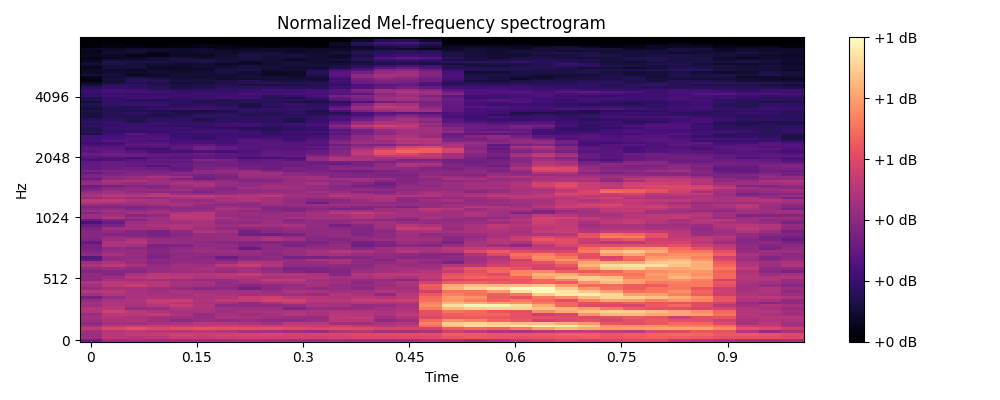 Normalized Mel-frequency spectrogram
Hz
4096
2048
1024
512
0
0 0.15 0.3 0.45 0.6 0.75 0.9
Time
+1 dB
+1 dB
+1 dB
+0 dB
+0 dB
+0 dB